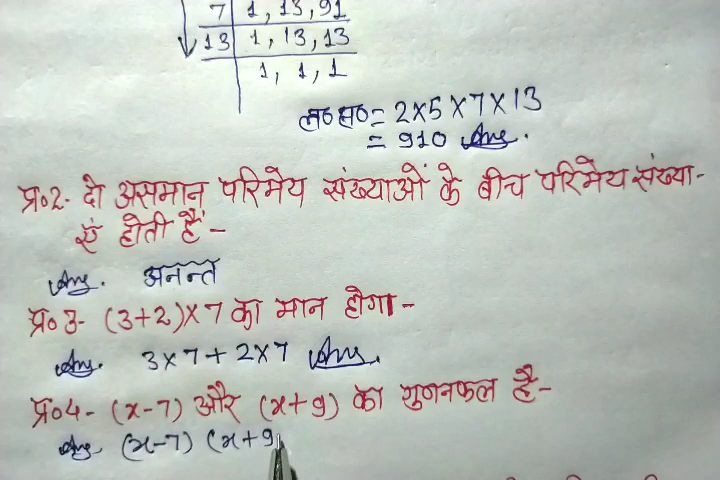 7 | 1, 13, 91
13 | 1, 13, 13
1, 1, 1
ल०स० = 2×5×7×13
= 910 Ans.
प्र०2- दो असमान परिमेय संख्याओं के बीच परिमेय संख्या-
एं होती हैं -
Ans. अनन्त
प्र०3- (3+2)×7 का मान होगा -
Ans. 3×7 + 2×7 Ans.
प्र०4- (x-7) और (x+9) का गुणनफल है -
Ans. (x-7) (x+9